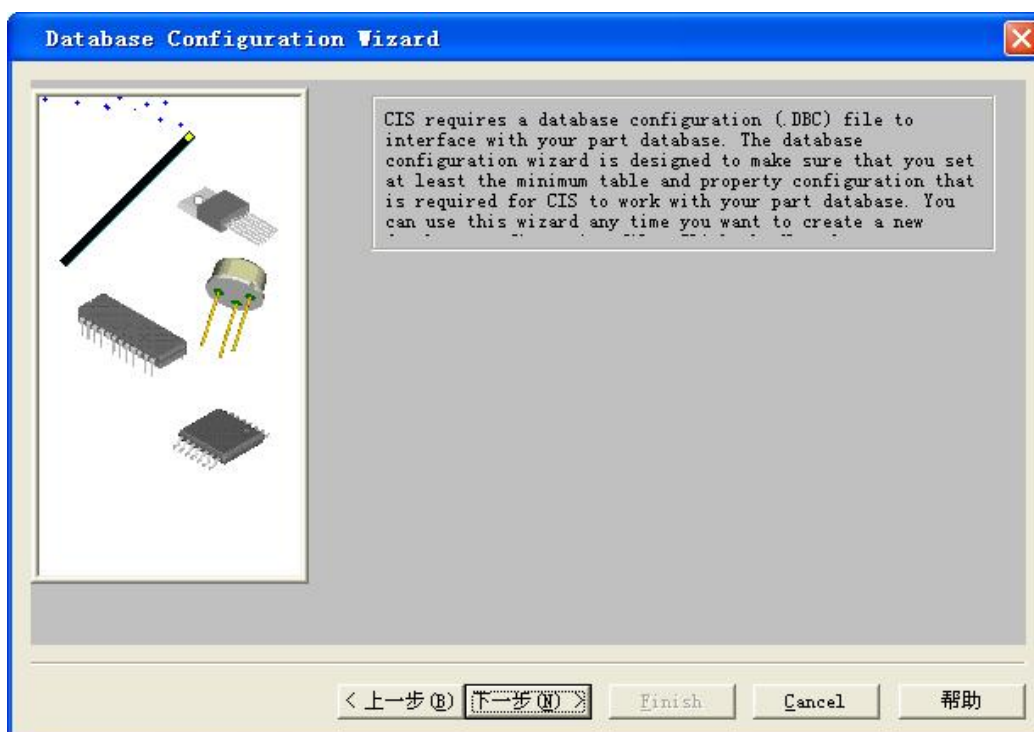 Database Configuration Wizard
CIS requires a database configuration (.DBC) file to
interface with your part database. The database
configuration wizard is designed to make sure that you set
at least the minimum table and property configuration that
is required for CIS to work with your part database. You
can use this wizard any time you want to create a new
< 上一步(B)
下一步(N) >
Finish
Cancel
帮助